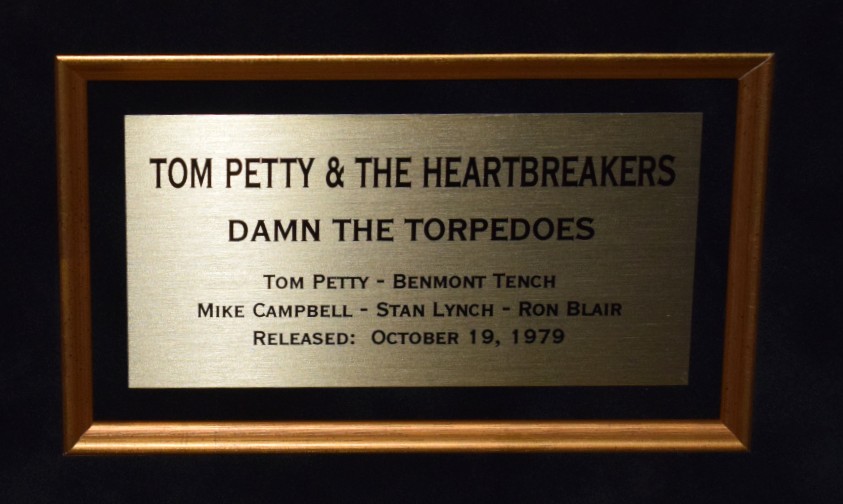 TOM PETTY & THE HEARTBREAKERS
DAMN THE TORPEDOES
TOM PETTY - BENMONT TENCH
MIKE CAMPBELL - STAN LYNCH - RON BLAIR
RELEASED: OCTOBER 19, 1979